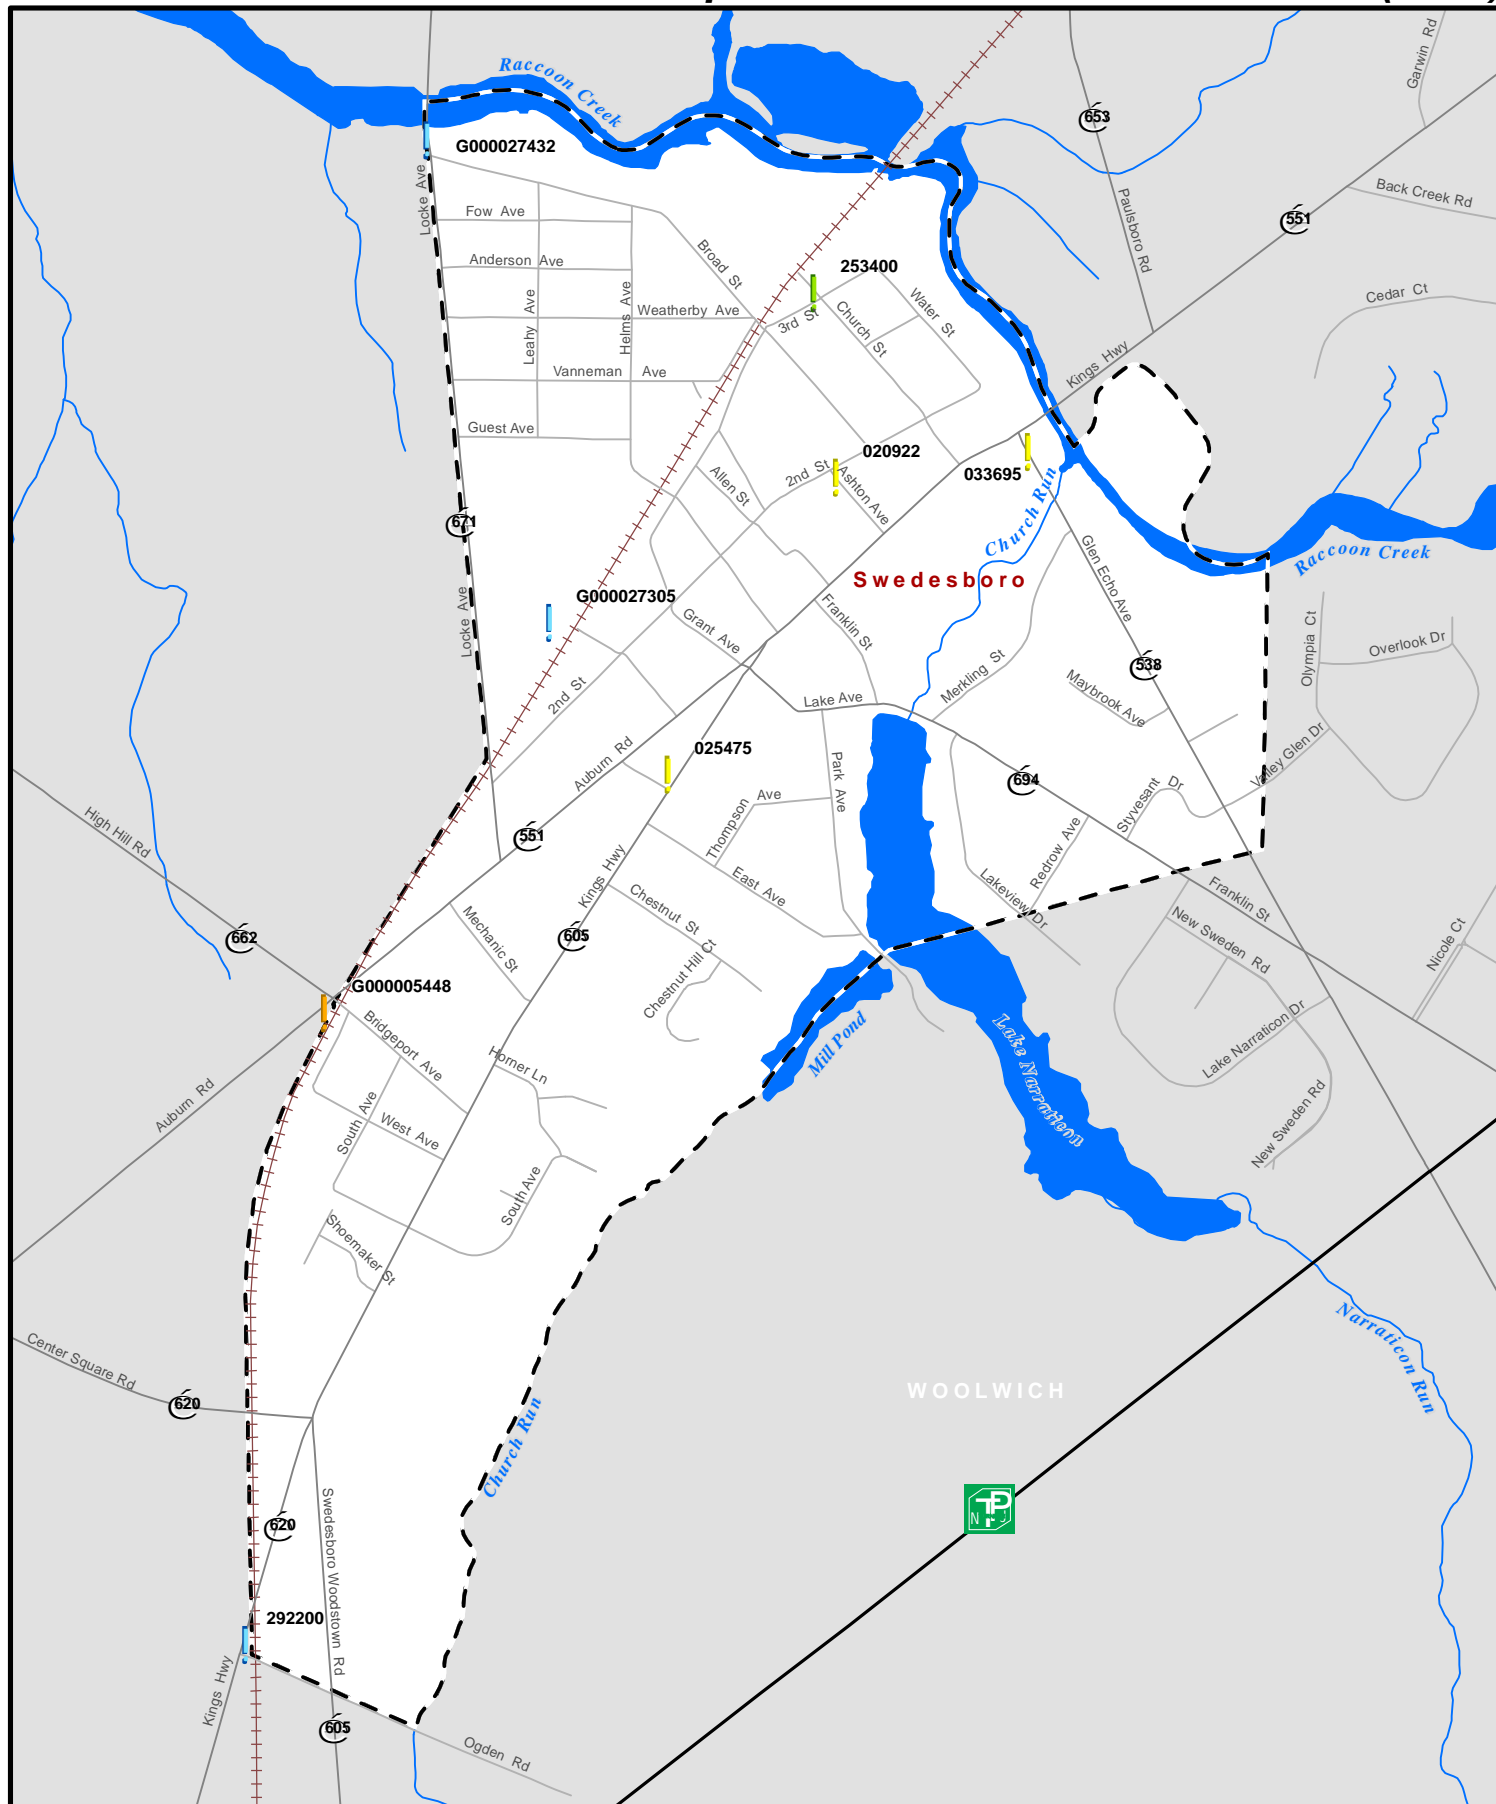 Raccoon Creek
Garwin Rd
653
G000027432
Locke Ave
Back Creek Rd
Paulsboro Rd
551
Fow Ave
Broad St
Anderson Ave
253400
Water St
Cedar Ct
Leahy Ave
Helms Ave
Weatherby Ave
3rd St
Church St
Kings Hwy
Vanneman Ave
Guest Ave
020922
033695
2nd St
Allen St
Ashton Ave
Church Run
671
Glen Echo Ave
Raccoon Creek
Swedesboro
G000027305
Locke Ave
Grant Ave
Franklin St
Olympia Ct
Overlook Dr
538
Merkling St
Maybrook Ave
2nd St
Lake Ave
025475
Auburn Rd
Park Ave
694
Valley Glen Dr
Styvesant Dr
High Hill Rd
551
Thompson Ave
Redrow Ave
Kings Hwy
East Ave
Lakeview Dr
Franklin St
Chestnut St
Mechanic St
662
605
New Sweden Rd
Nicole Ct
Chestnut Hill Ct
G000005448
Bridgeport Ave
Mill Pond
Lake Narraticon
Lake Narraticon Dr
Horner Ln
Auburn Rd
South Ave
West Ave
New Sweden Rd
South Ave
Shoemaker St
Center Square Rd
Narraticon Run
WOOLWICH
620
Church Run
NJTP
620
Swedesboro Woodstown Rd
292200
Kings Hwy
605
Ogden Rd